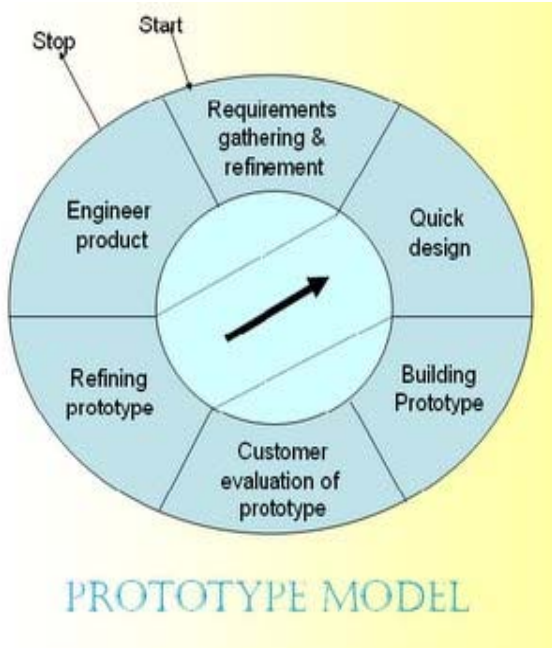 Stop
Start
Requirements
gathering &
refinement
Quick
design
Building
Prototype
Customer
evaluation of
prototype
Refining
prototype
Engineer
product
PROTOTYPE MODEL